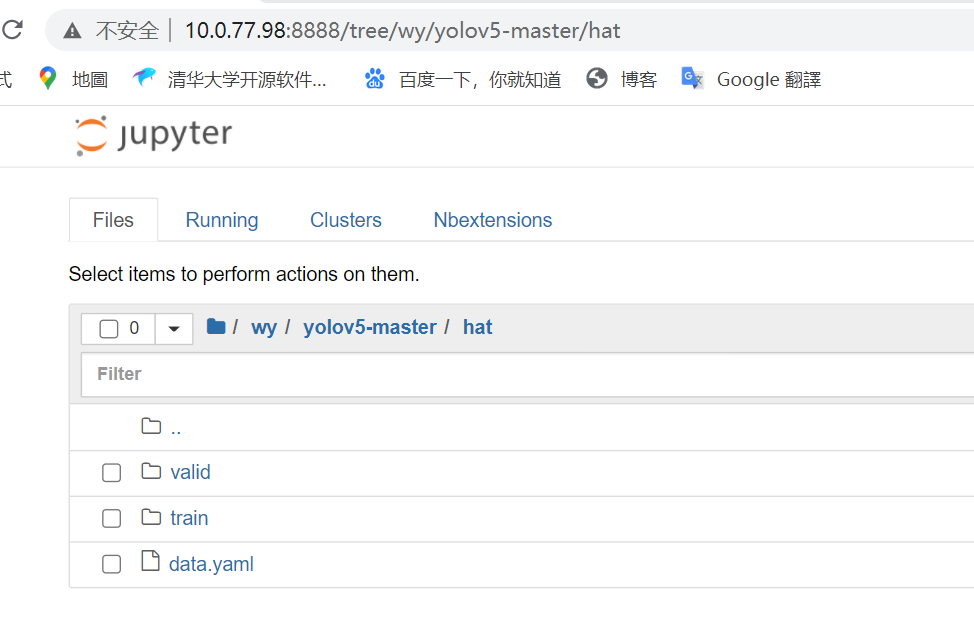 不安全 | 10.0.77.98:8888/tree/wy/yolov5-master/hat
式 地圖 清华大学开源软件... 百度一下，你就知道 博客 Google 翻譯
jupyter
Files Running Clusters Nbextensions
Select items to perform actions on them.
0 / wy / yolov5-master / hat
Filter
..
valid
train
data.yaml